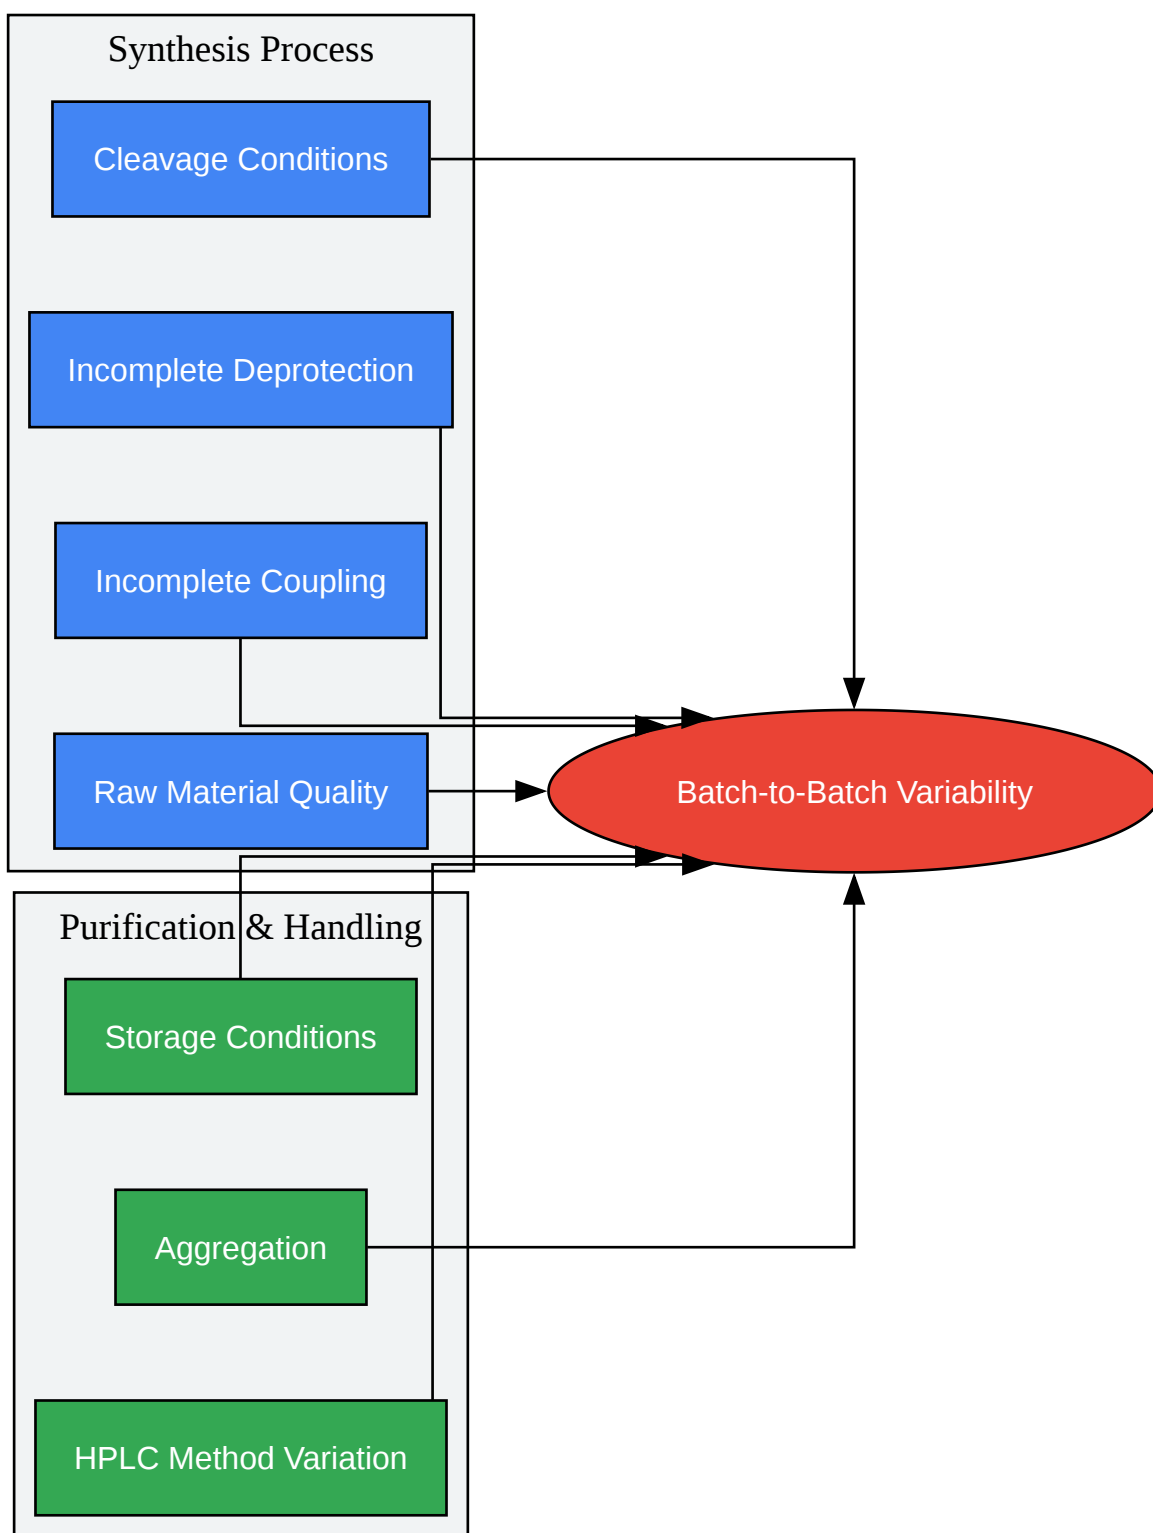 Synthesis Process
Cleavage Conditions
Incomplete Deprotection
Incomplete Coupling
Raw Material Quality
Batch-to-Batch Variability
Purification & Handling
Storage Conditions
Aggregation
HPLC Method Variation